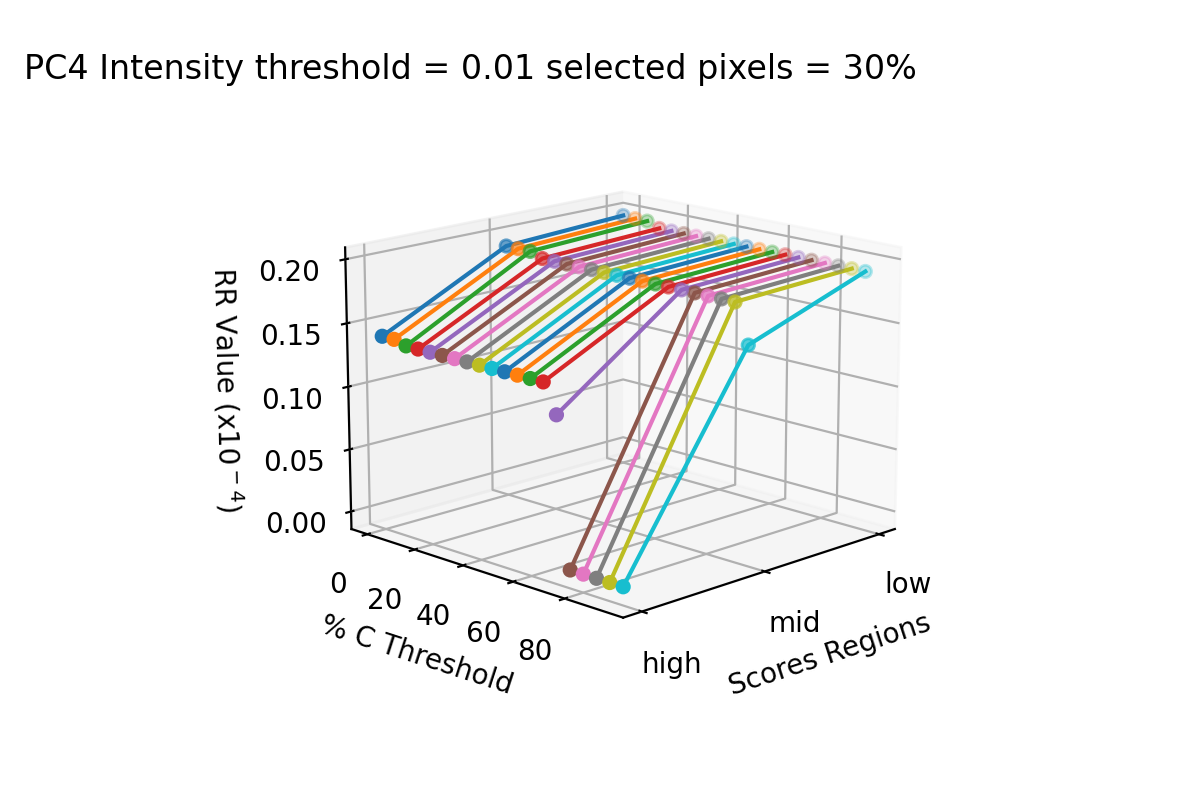 PC4 Intensity threshold = 0.01 selected pixels = 30%
RR Value (x10⁻⁴)
0.20
0.15
0.10
0.05
0.00
0
20
40
60
80
% C Threshold
high
mid
low
Scores Regions